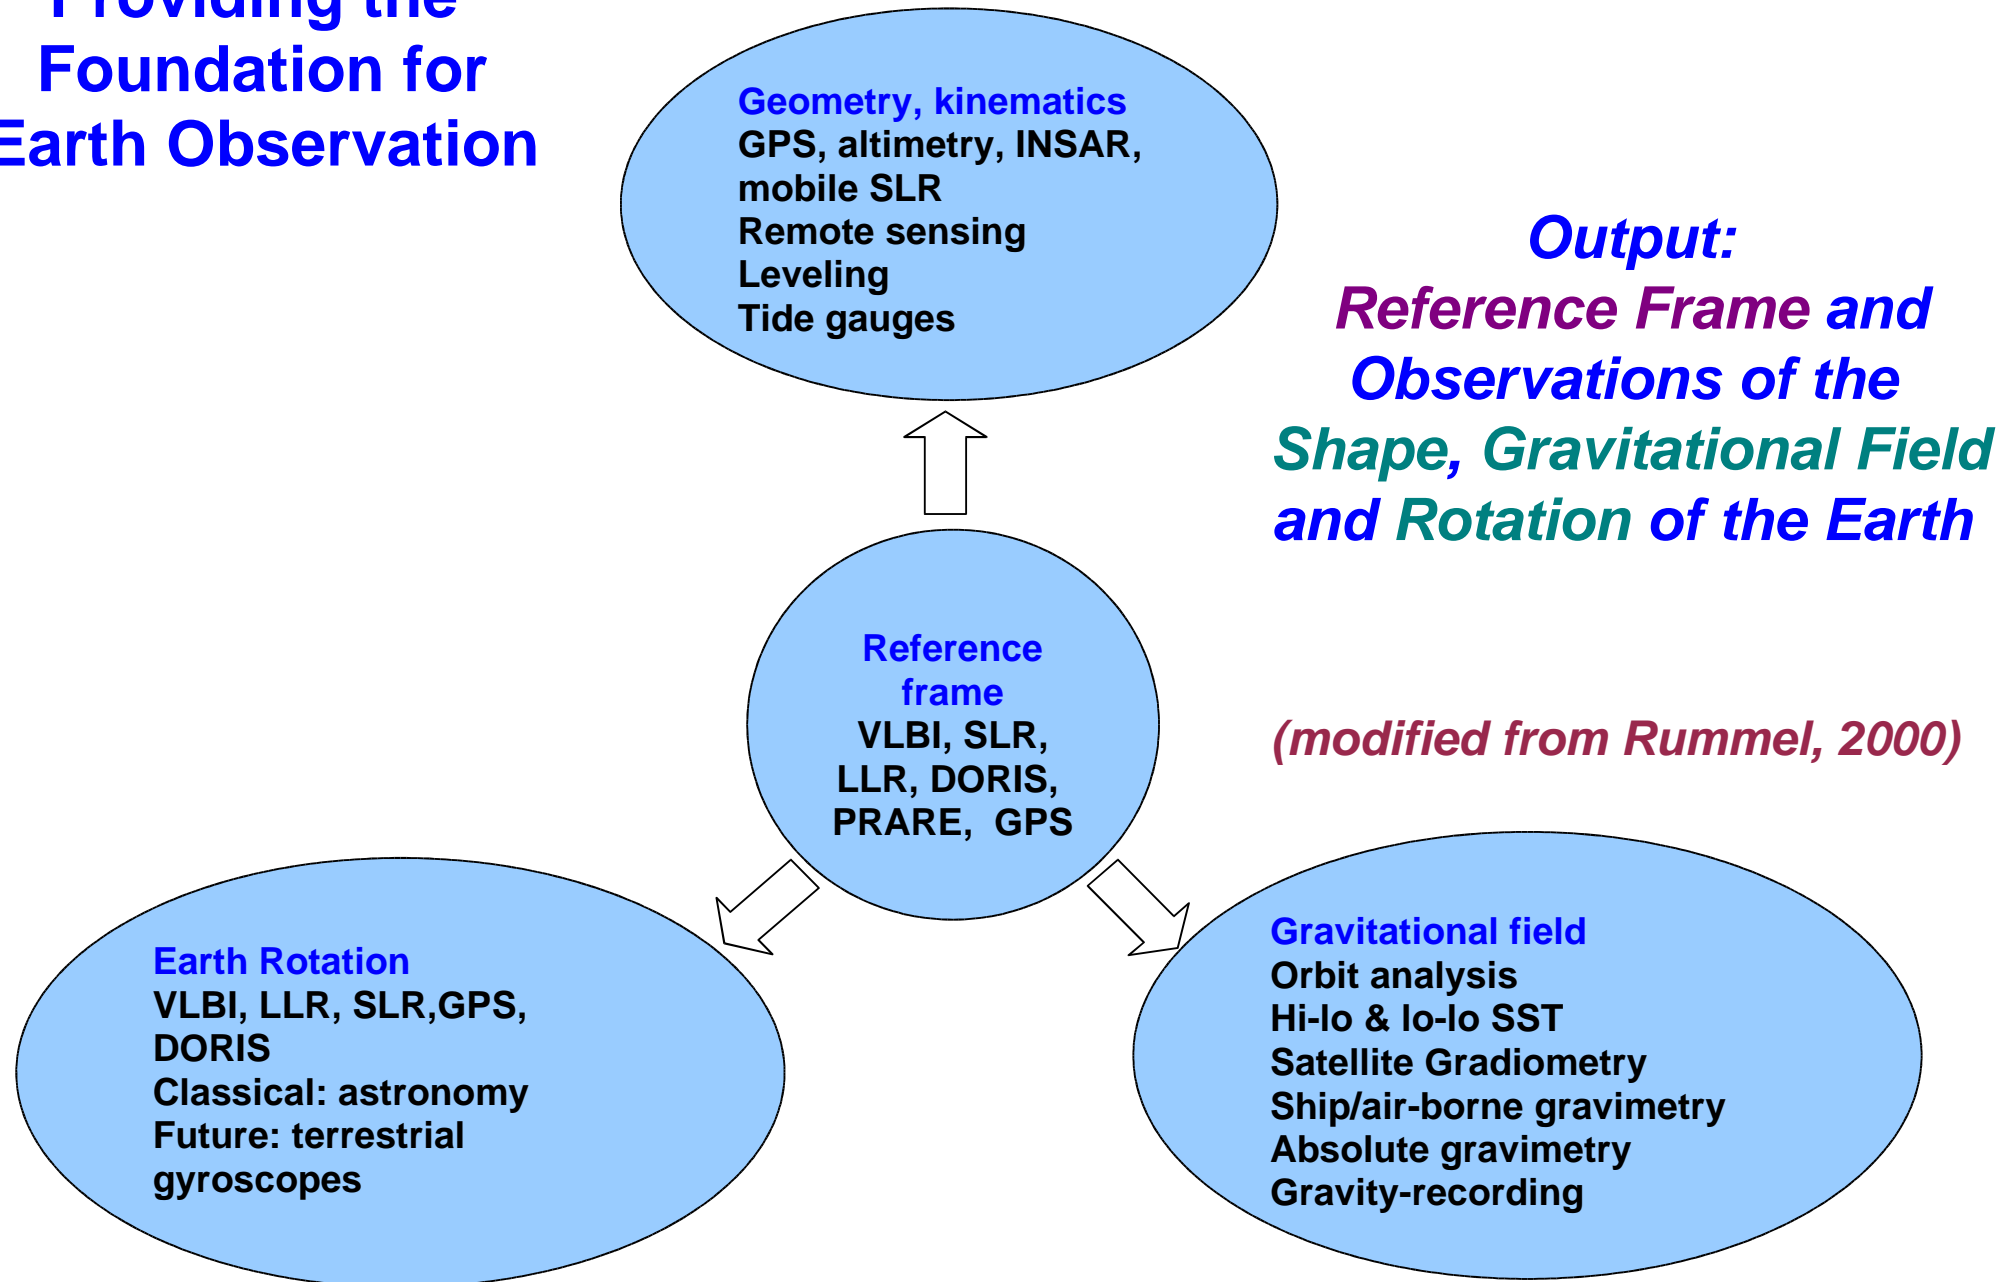 Providing the
Foundation for
Earth Observation
Geometry, kinematics
GPS, altimetry, INSAR,
mobile SLR
Remote sensing
Leveling
Tide gauges
Output:
Reference Frame and
Observations of the
Shape, Gravitational Field
and Rotation of the Earth
Reference
frame
VLBI, SLR,
LLR, DORIS,
PRARE,  GPS
(modified from Rummel, 2000)
Earth Rotation
VLBI, LLR, SLR,GPS,
DORIS
Classical: astronomy
Future: terrestrial
gyroscopes
Gravitational field
Orbit analysis
Hi-lo & lo-lo SST
Satellite Gradiometry
Ship/air-borne gravimetry
Absolute gravimetry
Gravity-recording